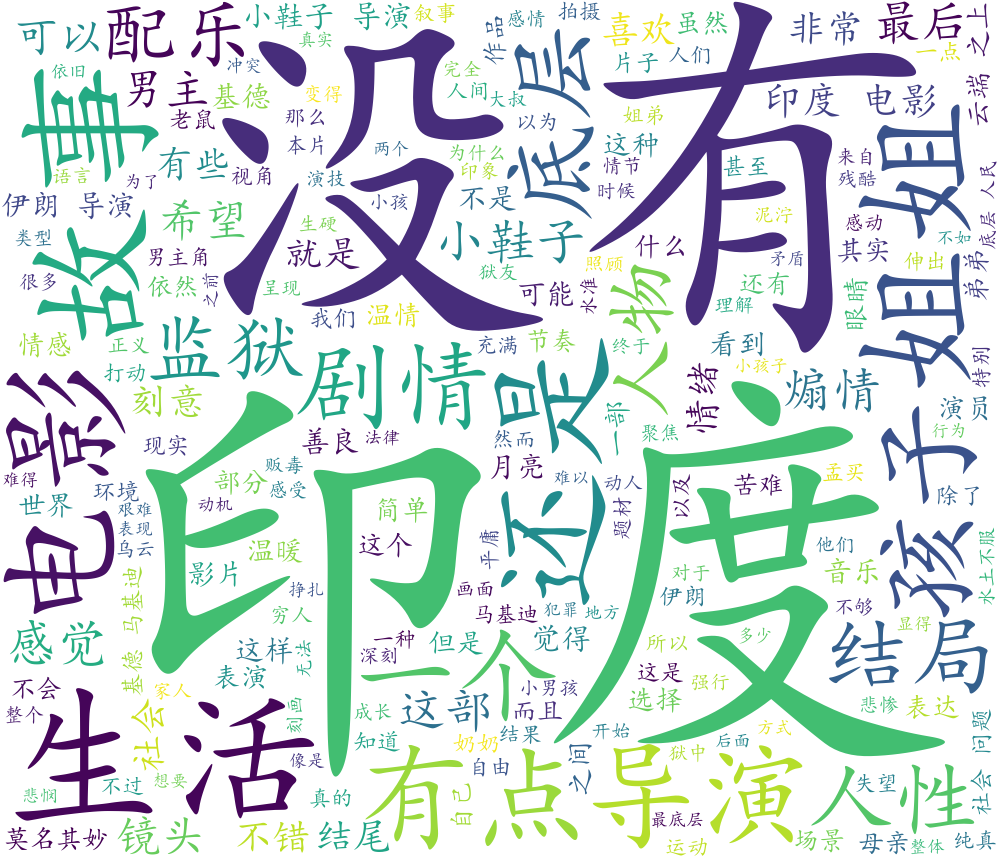 可以
配乐
小鞋子 导演
叙事
作品
感情
拍摄
喜欢
虽然
非常
最后
之上
依旧
冲突
真实
完全
人间
大叔
底层
片子
人们
一点
云端
事
男主
基德
变得
那么
老鼠
没有
以为
姐弟
这种
印度 电影
语言
为了
有些
视角
本片
两个
为什么
印象
演技
小孩
不是
情节
时候
甚至
来自
残酷
姐姐
人民
伊朗 导演
希望
生硬
就是
小鞋子
什么
泥泞
感动
其实
不如
底层
弟弟
类型
故
男主角
之前
很多
依然
呈现
狱友
照顾
矛盾
还有
伸出
水准
可能
人物
理解
眼睛
我们
温情
情感
正义
监狱
充满
节奏
终于
看到
特别
打动
刻意
剧情
还是
小孩子
情绪
煽情
演员
电影
现实
善良
法律
然而
一部
聚焦
行为
孩子
难得
贩毒
月亮
难以
动人
苦难
孟买
世界
环境
部分
感受
以及
除了
艰难
表现
动机
简单
题材
乌云
温暖
这个
平庸
他们
水土不服
影片
印度
画面
对于
音乐
挣扎
马基迪
犯罪
地方
伊朗
不够
穷人
显得
感觉
基德 马基迪
这样
一种
但是
觉得
所以
多少
结局
无法
深刻
一个
表演
这是
不会
家人
小男孩
选择
强行
整个
而且
悲惨
表达
生活
社会
刻画
成长
这部
知道
奶奶
结果
开始
狱中
后面
方式
问题
像是
自由
之间
有点
导演
人性
悲悯
不过
想要
真的
自己
失望
社会
最底层
莫名其妙
镜头
不错
结尾
运动
场景
母亲
整体
纯真